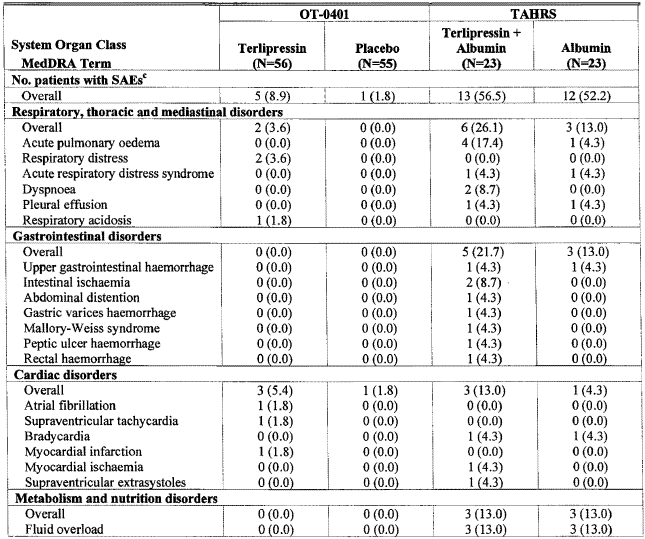 OT-0401 TAHRS
System Organ Class Terlipressin Placebo Terlipressin + Albumin
MedDRA Term (N=56) (N=55) Albumin (N=23) (N=23)
No. patients with SAEsᶜ
Overall 5 (8.9) 1 (1.8) 13 (56.5) 12 (52.2)
Respiratory, thoracic and mediastinal disorders
Overall 2 (3.6) 0 (0.0) 6 (26.1) 3 (13.0)
Acute pulmonary oedema 0 (0.0) 0 (0.0) 4 (17.4) 1 (4.3)
Respiratory distress 2 (3.6) 0 (0.0) 0 (0.0) 0 (0.0)
Acute respiratory distress syndrome 0 (0.0) 0 (0.0) 1 (4.3) 1 (4.3)
Dyspnoea 0 (0.0) 0 (0.0) 2 (8.7) 0 (0.0)
Pleural effusion 0 (0.0) 0 (0.0) 1 (4.3) 1 (4.3)
Respiratory acidosis 1 (1.8) 0 (0.0) 0 (0.0) 0 (0.0)
Gastrointestinal disorders
Overall 0 (0.0) 0 (0.0) 5 (21.7) 3 (13.0)
Upper gastrointestinal haemorrhage 0 (0.0) 0 (0.0) 1 (4.3) 1 (4.3)
Intestinal ischaemia 0 (0.0) 0 (0.0) 2 (8.7) 0 (0.0)
Abdominal distention 0 (0.0) 0 (0.0) 1 (4.3) 0 (0.0)
Gastric varices haemorrhage 0 (0.0) 0 (0.0) 1 (4.3) 0 (0.0)
Mallory-Weiss syndrome 0 (0.0) 0 (0.0) 1 (4.3) 0 (0.0)
Peptic ulcer haemorrhage 0 (0.0) 0 (0.0) 1 (4.3) 0 (0.0)
Rectal haemorrhage 0 (0.0) 0 (0.0) 1 (4.3) 0 (0.0)
Cardiac disorders
Overall 3 (5.4) 1 (1.8) 3 (13.0) 1 (4.3)
Atrial fibrillation 1 (1.8) 0 (0.0) 0 (0.0) 0 (0.0)
Supraventricular tachycardia 1 (1.8) 0 (0.0) 0 (0.0) 0 (0.0)
Bradycardia 0 (0.0) 0 (0.0) 1 (4.3) 1 (4.3)
Myocardial infarction 1 (1.8) 0 (0.0) 0 (0.0) 0 (0.0)
Myocardial ischaemia 0 (0.0) 0 (0.0) 1 (4.3) 0 (0.0)
Supraventricular extrasystoles 0 (0.0) 0 (0.0) 1 (4.3) 0 (0.0)
Metabolism and nutrition disorders
Overall 0 (0.0) 0 (0.0) 3 (13.0) 3 (13.0)
Fluid overload 0 (0.0) 0 (0.0) 3 (13.0) 3 (13.0)